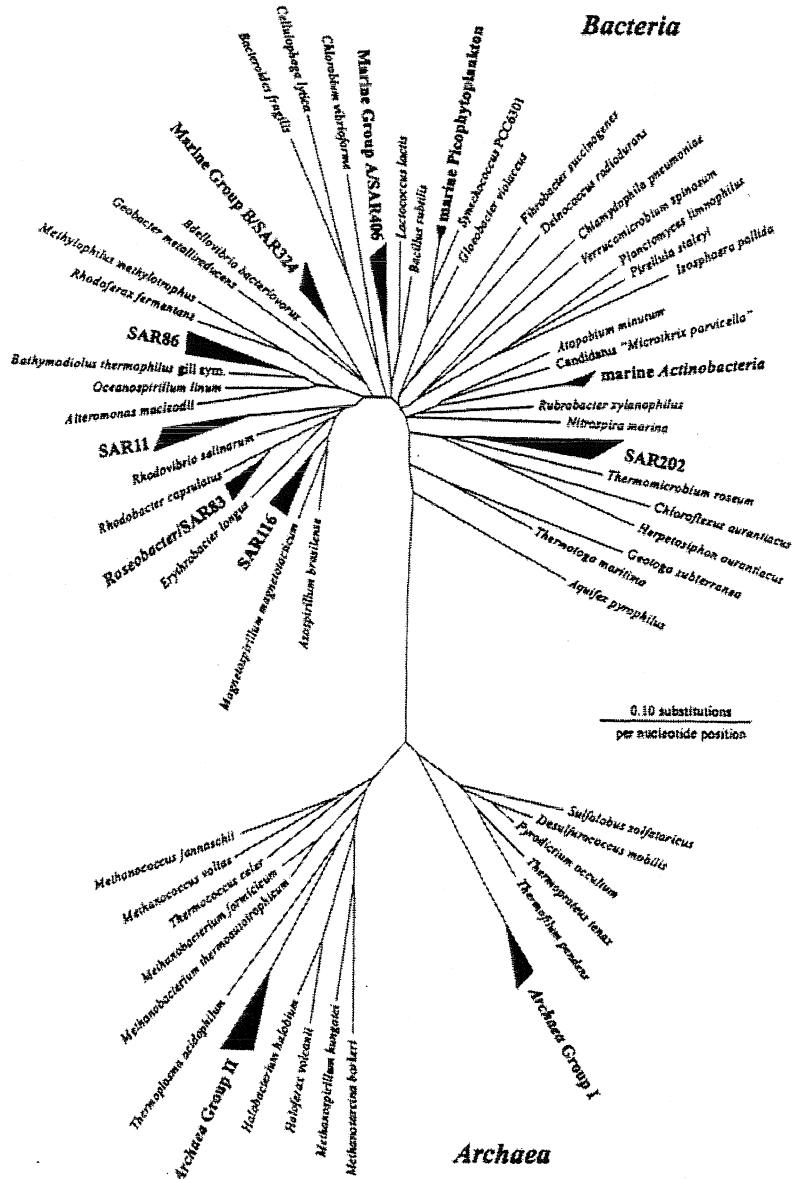 Bacteria
Bacteroides fragilis
Cellulophaga lytica
Chlorobium vibrioforme
Marine Group A/SAR406
Lactococcus lactis
Bacillus subtilis
marine Picophytoplankton
Synechococcus PCC6301
Gloeobacter violaceus
Fibrobacter succinogenes
Deinococcus radiodurans
Chlamydophila pneumoniae
Verrucomicrobium spinosum
Planctomyces limnophilus
Pirellula staleyi
Isosphaera pallida
Atopobium minutum
Candidatus "Microthrix parvicella"
marine Actinobacteria
Rubrobacter xylanophilus
Nitrospira marina
SAR202
Thermomicrobium roseum
Chloroflexus aurantiacus
Herpetosiphon aurantiacus
Geotoga subterranea
Thermotoga maritima
Aquifex pyrophilus
Marine Group B/SAR324
Bdellovibrio bacteriovorus
Geobacter metallireducens
Methylophilus methylotrophus
Rhodoferax fermentans
SAR86
Bathymodiolus thermophilus gill sym.
Oceanospirillum linum
Alteromonas macleodii
SAR11
Rhodovibrio salinarum
Rhodobacter capsulatus
Roseobacter/SAR83
Erythrobacter longus
SAR116
Magnetospirillum magnetotacticum
Azospirillum brasilense
0.10 substitutions
per nucleotide position
Methanococcus jannaschii
Methanococcus voltae
Thermococcus celer
Methanobacterium formicicum
Methanobacterium thermoautotrophicum
Thermoplasma acidophilum
Archaea Group II
Halobacterium halobium
Haloferax volcanii
Methanospirillum hungatei
Methanosarcina barkeri
Sulfolobus solfataricus
Desulfurococcus mobilis
Pyrodictium occultum
Thermoproteus tenax
Thermofilum pendens
Archaea Group I
Archaea